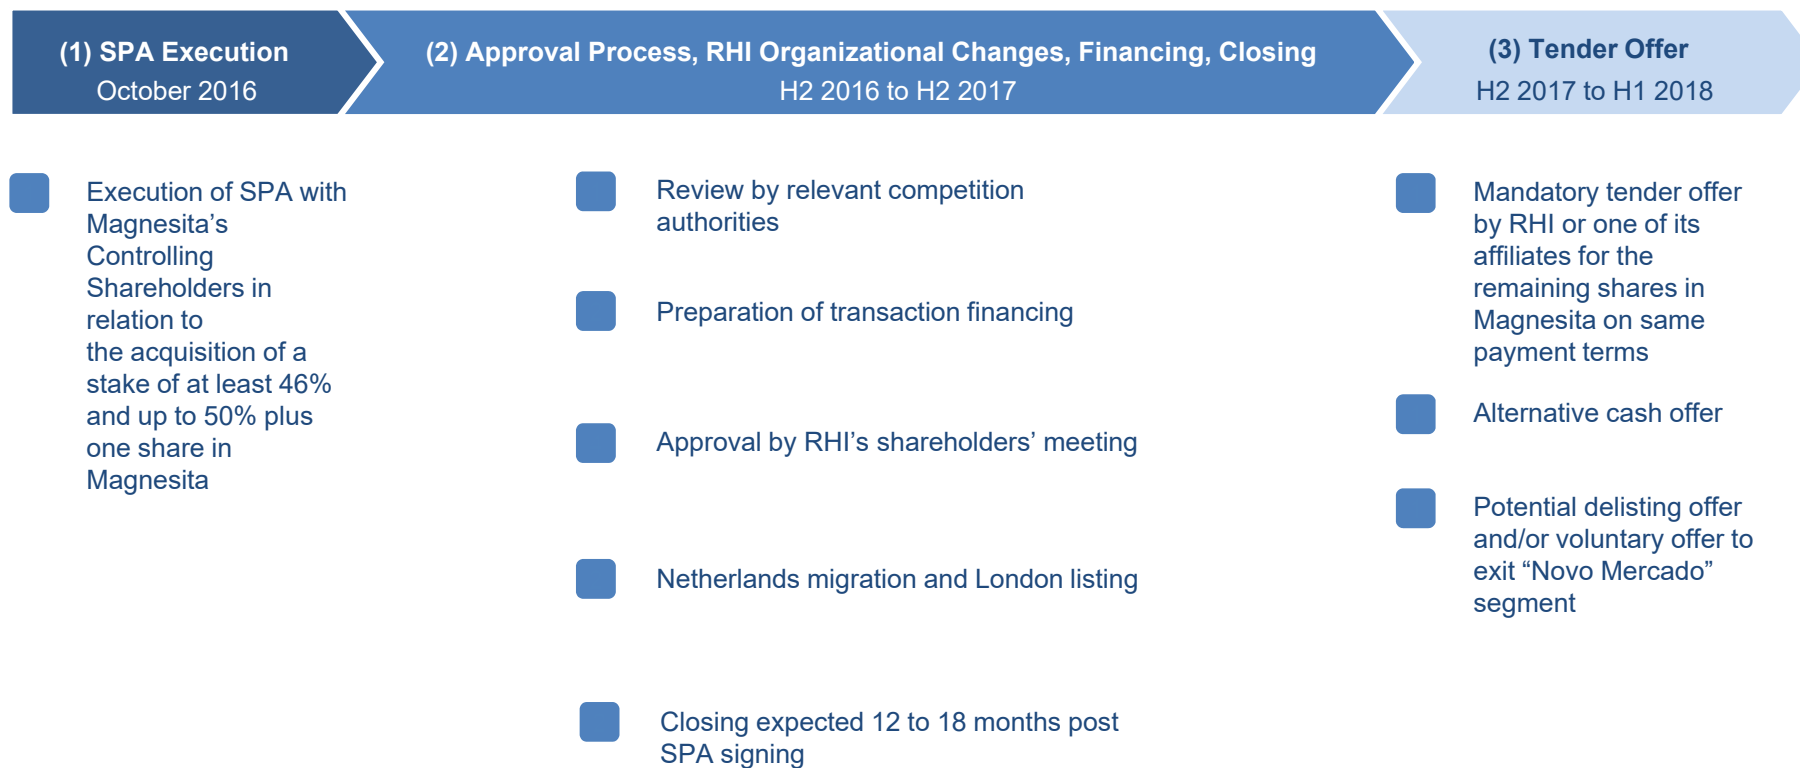 (1) SPA Execution
October 2016
(2) Approval Process, RHI Organizational Changes, Financing, Closing
H2 2016 to H2 2017
(3) Tender Offer
H2 2017 to H1 2018
Execution of SPA with
Magnesita’s
Controlling
Shareholders in
relation to
the acquisition of a
stake of at least 46%
and up to 50% plus
one share in
Magnesita
Review by relevant competition
authorities
Preparation of transaction financing
Approval by RHI’s shareholders’ meeting
Netherlands migration and London listing
Closing expected 12 to 18 months post
SPA signing
Mandatory tender offer
by RHI or one of its
affiliates for the
remaining shares in
Magnesita on same
payment terms
Alternative cash offer
Potential delisting offer
and/or voluntary offer to
exit “Novo Mercado”
segment